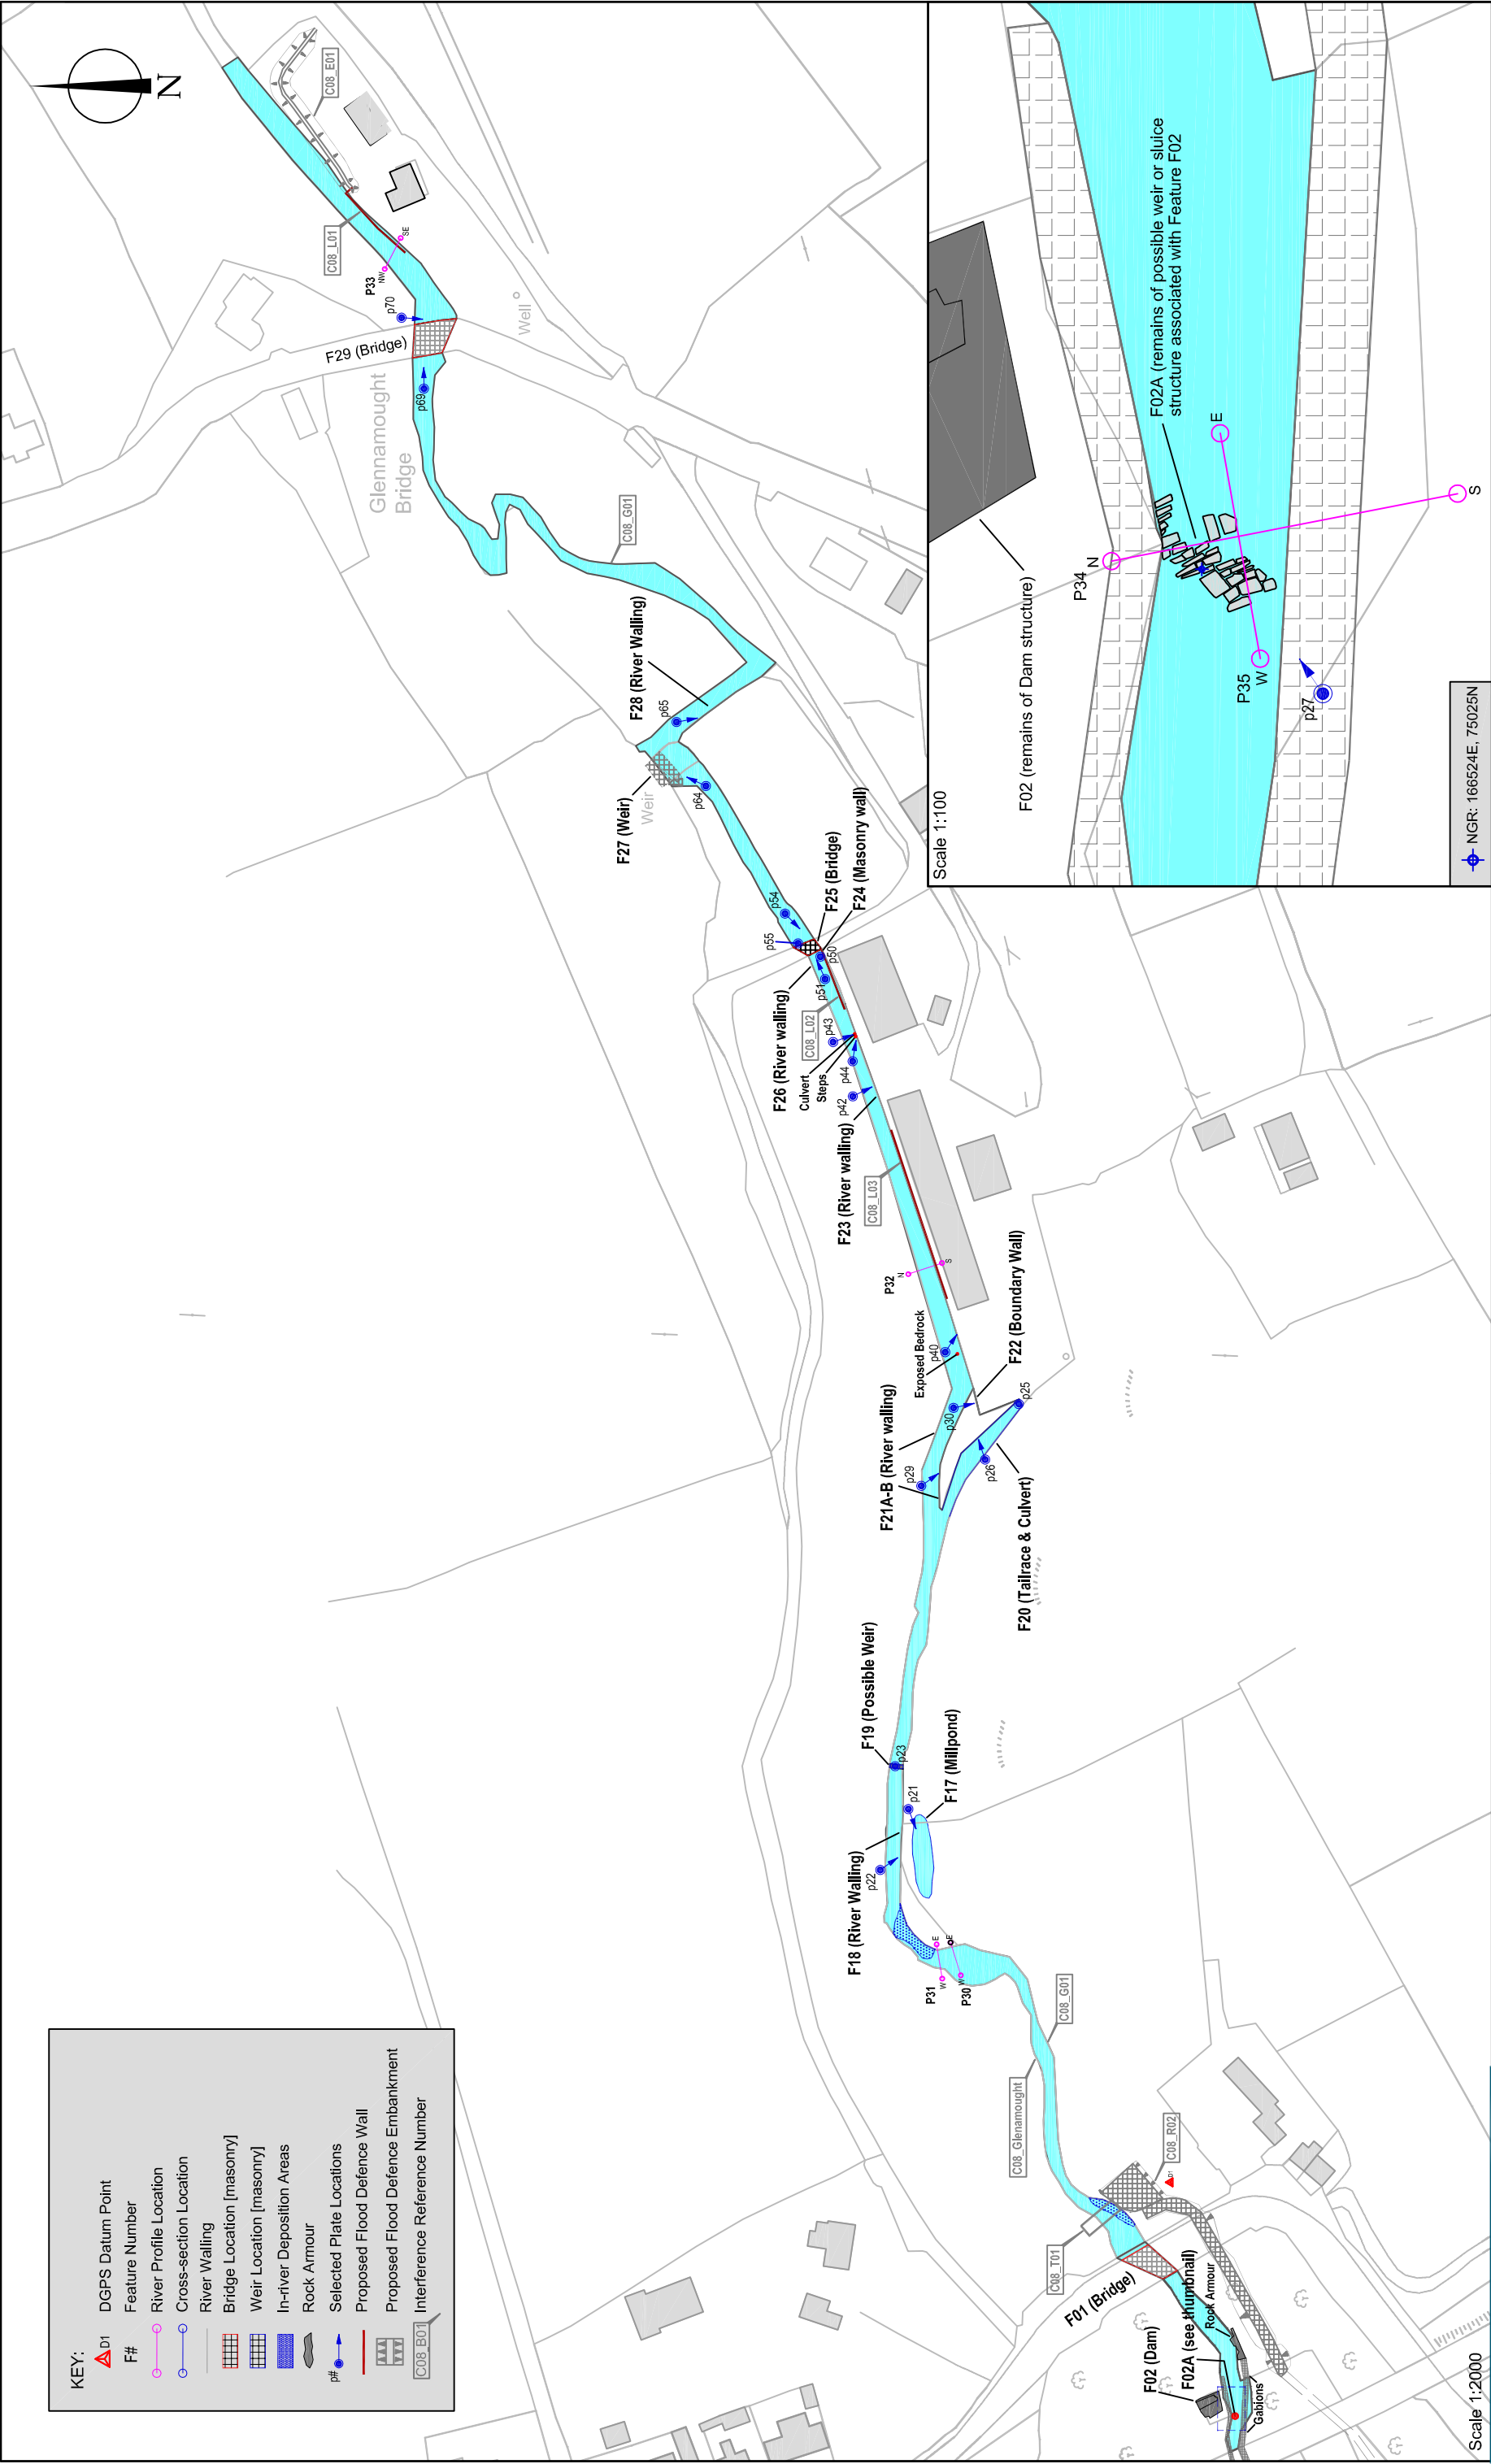 KEY:
D1
DGPS Datum Point
F#
Feature Number
River Profile Location
Cross-section Location
River Walling
Bridge Location [masonry]
Weir Location [masonry]
In-river Deposition Areas
Rock Armour
p#
Selected Plate Locations
Proposed Flood Defence Wall
Proposed Flood Defence Embankment
C08_B01
Interference Reference Number
N
Scale 1:2000
F02 (Dam)
F02A (see thumbnail)
Rock Armour
Gabions
F01 (Bridge)
C08_T01
C08_R02
D1
C08_Glenamought
C08_G01
P30
W
E
P31
W
E
F18 (River Walling)
p22
p21
F17 (Millpond)
F19 (Possible Weir)
p23
F20 (Tailrace & Culvert)
p26
p25
F21A-B (River walling)
p29
p30
F22 (Boundary Wall)
Exposed Bedrock
p40
P32
N
S
C08_L03
F23 (River walling)
p42
p44
p43
Culvert
Steps
C08_L02
F26 (River walling)
p51
p50
p55
p54
F25 (Bridge)
F24 (Masonry wall)
F27 (Weir)
Weir
p64
p65
F28 (River Walling)
C08_G01
Glennamought
Bridge
F29 (Bridge)
p69
p70
Well
P33
NW
SE
C08_L01
C08_E01
Scale 1:100
F02 (remains of Dam structure)
F02A (remains of possible weir or sluice
structure associated with Feature F02
P34
N
S
P35
W
E
p27
NGR: 166524E, 75025N